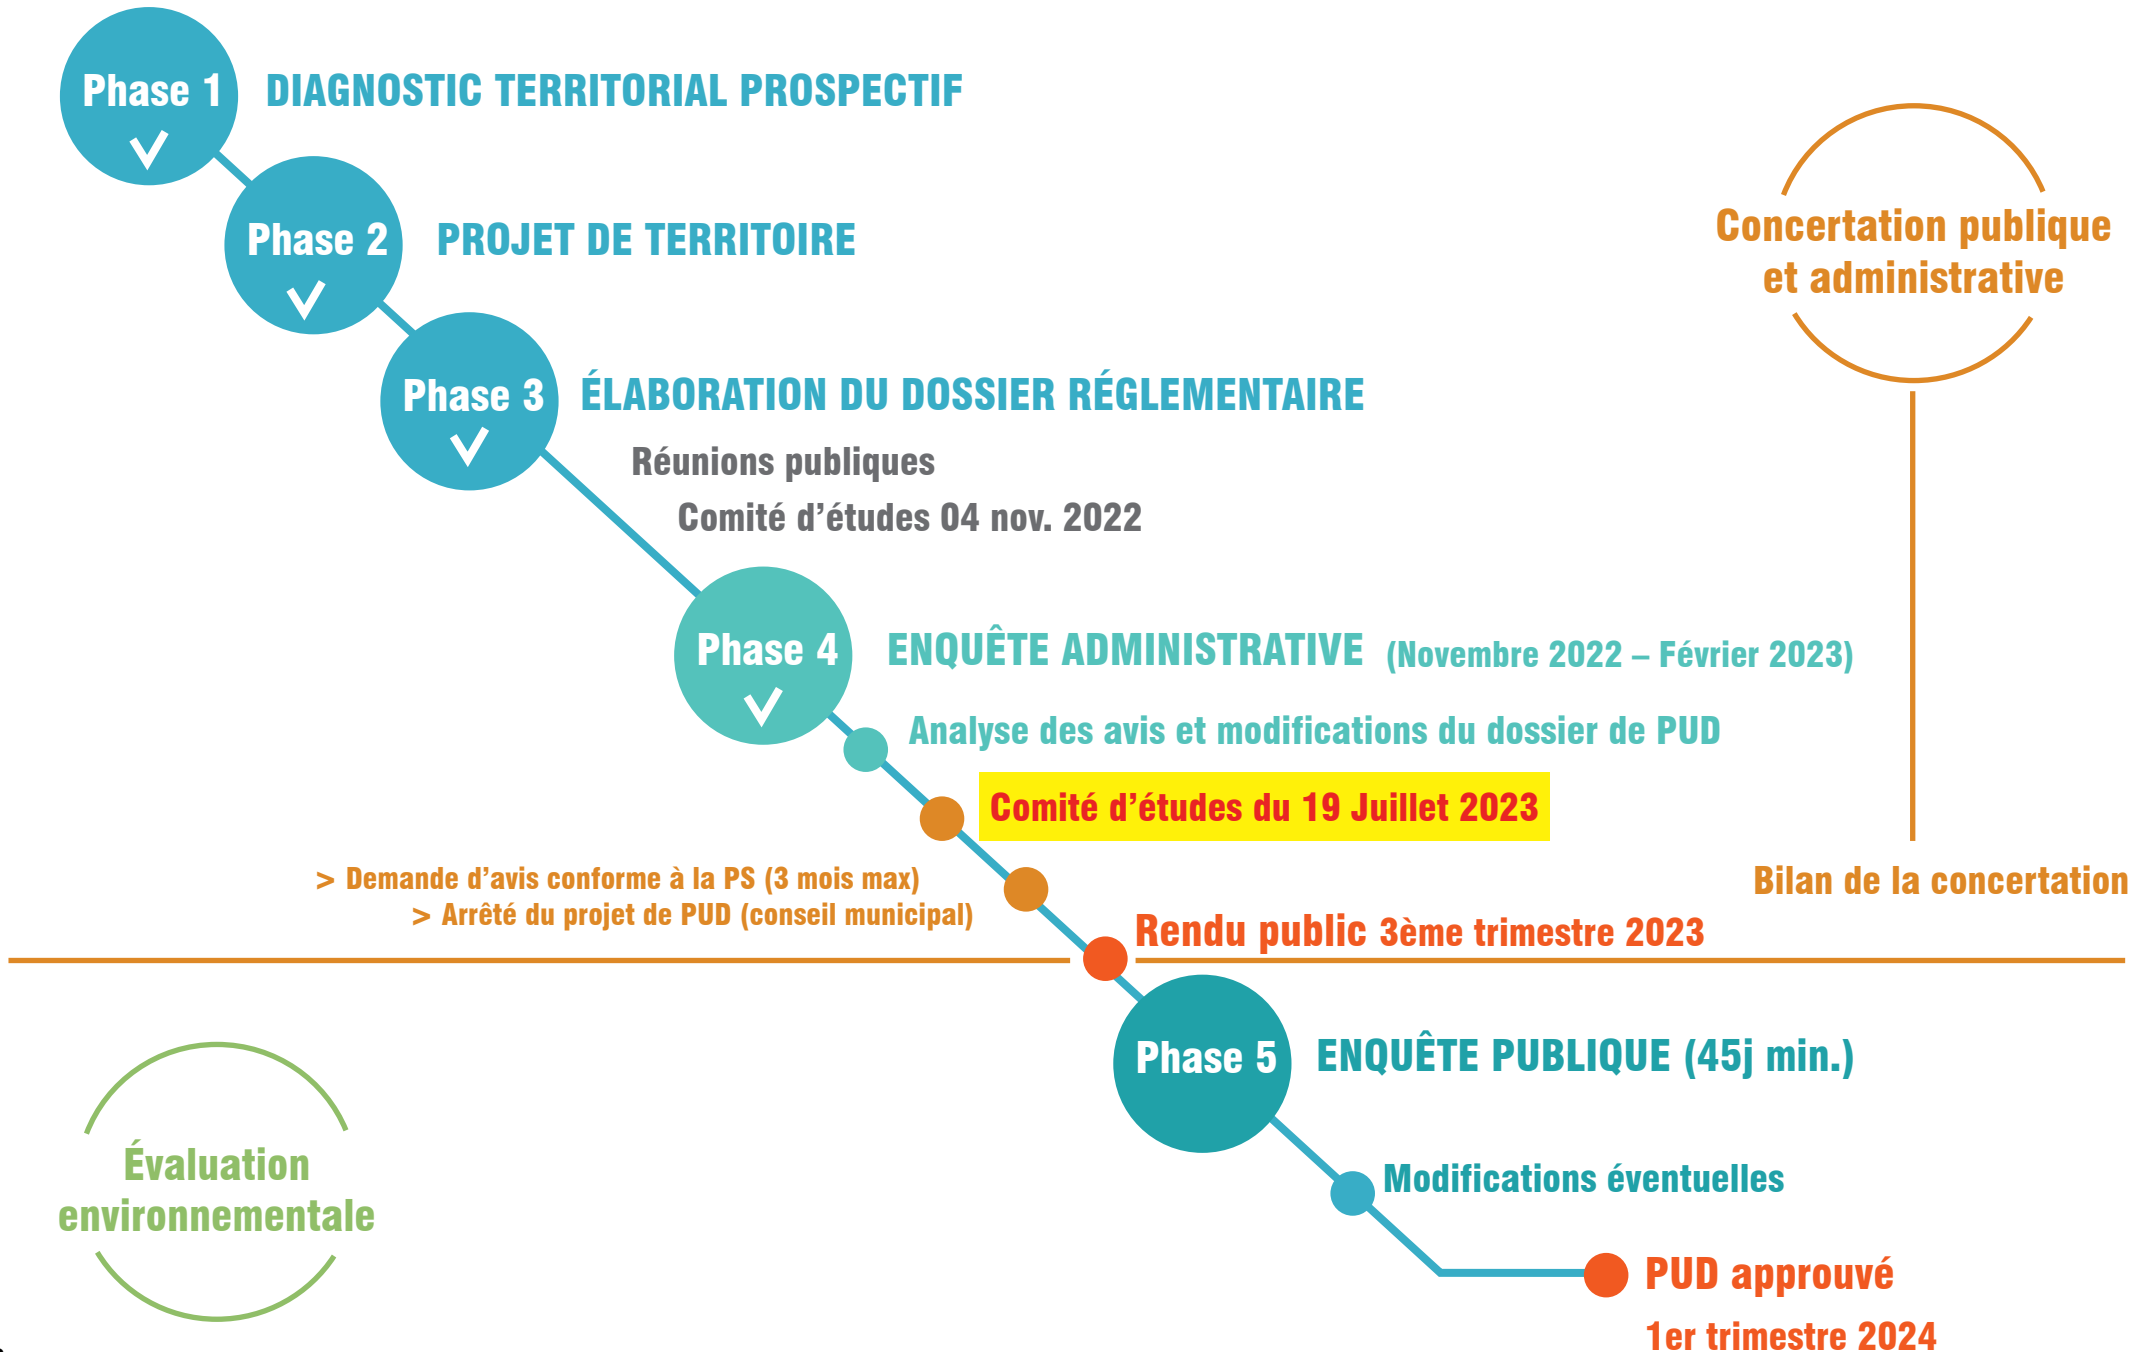 Phase 1
DIAGNOSTIC TERRITORIAL PROSPECTIF
Phase 2
PROJET DE TERRITOIRE
Concertation publique
et administrative
Phase 3
ÉLABORATION DU DOSSIER RÉGLEMENTAIRE
Réunions publiques
Comité d’études 04 nov. 2022
Phase 4
ENQUÊTE ADMINISTRATIVE (Novembre 2022 – Février 2023)
Analyse des avis et modifications du dossier de PUD
Comité d’études du 19 Juillet 2023
> Demande d’avis conforme à la PS (3 mois max)
> Arrêté du projet de PUD (conseil municipal)
Bilan de la concertation
Rendu public 3ème trimestre 2023
Phase 5
ENQUÊTE PUBLIQUE (45j min.)
Évaluation
environnementale
Modifications éventuelles
PUD approuvé
1er trimestre 2024